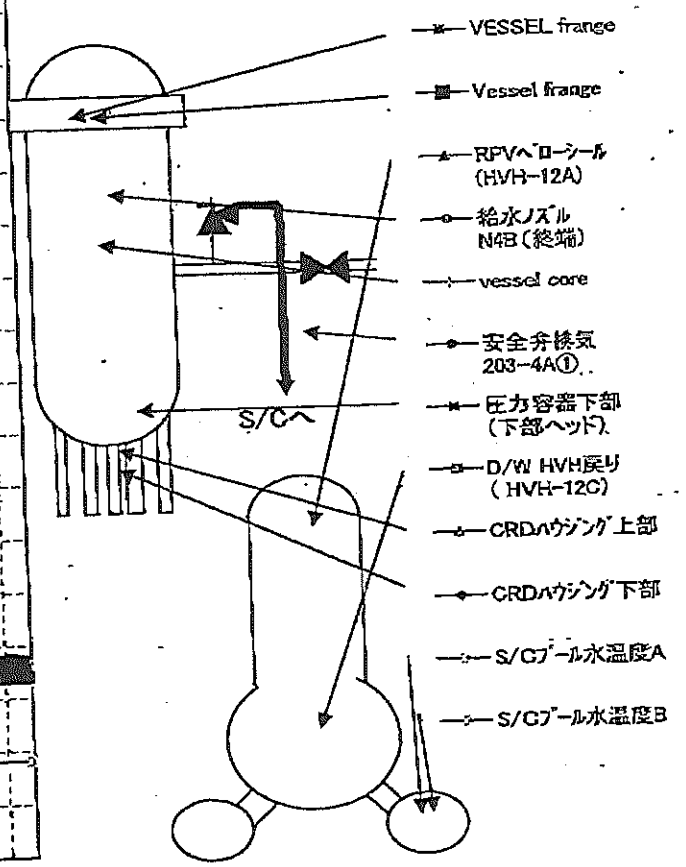 VESSEL frange
Vessel frange
RPVベローシール
(HVH-12A)
給水ノズル
N4B(終端)
vessel core
安全弁排気
203-4A①
圧力容器下部
(下部ヘッド)
D/W HVH戻り
(HVH-12C)
CRDハウジング上部
CRDハウジング下部
S/Cプール水温度A
S/Cプール水温度B
S/Cへ